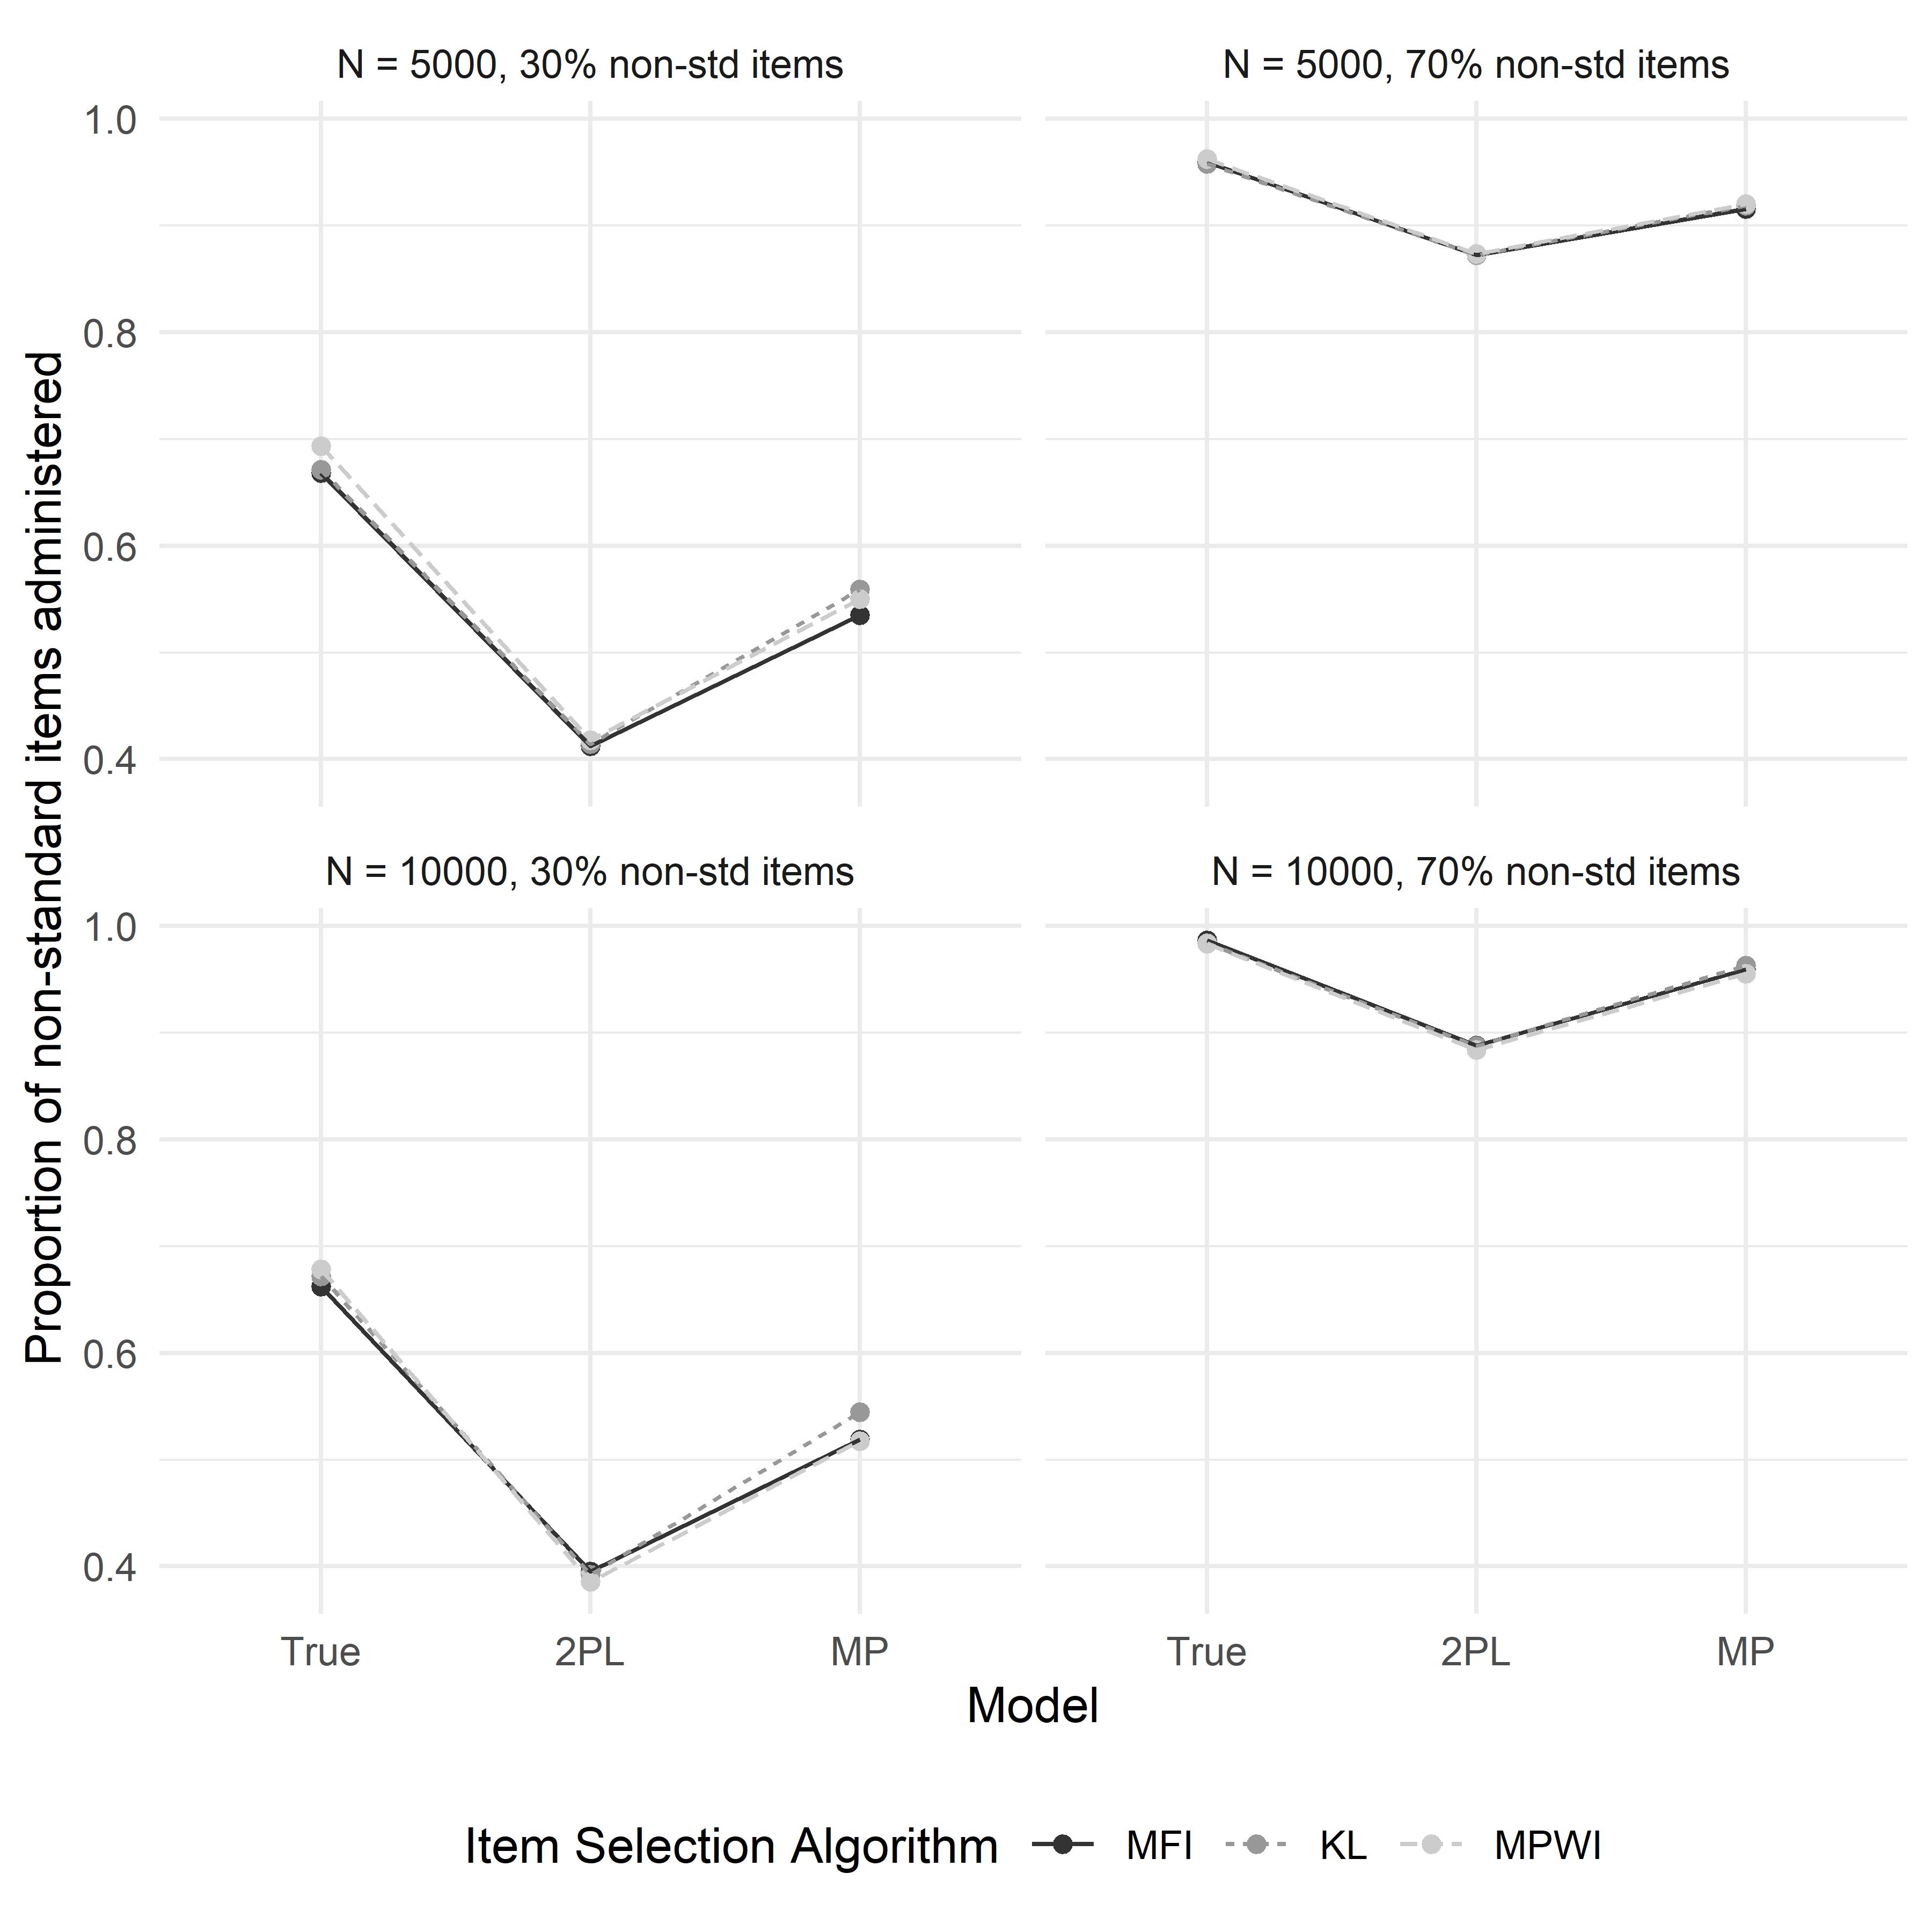 N = 5000, 30% non-std items
N = 5000, 70% non-std items
1.0
0.8
0.6
0.4
N = 10000, 30% non-std items
N = 10000, 70% non-std items
1.0
0.8
0.6
0.4
Proportion of non-standard items administered
True 2PL MP
True 2PL MP
Model
Item Selection Algorithm MFI KL MPWI